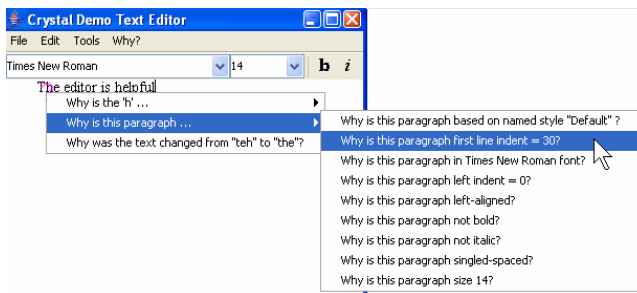 Crystal Demo Text Editor
File Edit Tools Why?
Times New Roman 14 b i
The editor is helpful
Why is the 'h' ...
Why is this paragraph ...
Why was the text changed from "teh" to "the"?
Why is this paragraph based on named style "Default" ?
Why is this paragraph first line indent = 30?
Why is this paragraph in Times New Roman font?
Why is this paragraph left indent = 0?
Why is this paragraph left-aligned?
Why is this paragraph not bold?
Why is this paragraph not italic?
Why is this paragraph singled-spaced?
Why is this paragraph size 14?